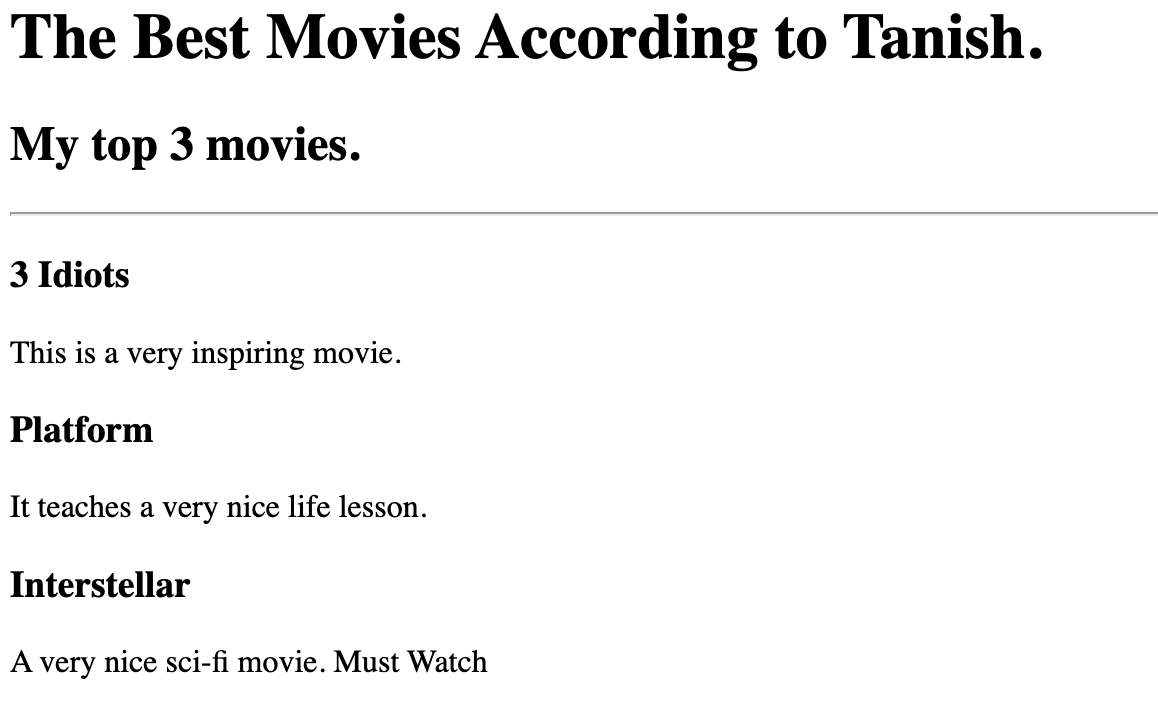 The Best Movies According to Tanish.
My top 3 movies.
3 Idiots
This is a very inspiring movie.
Platform
It teaches a very nice life lesson.
Interstellar
A very nice sci-fi movie. Must Watch